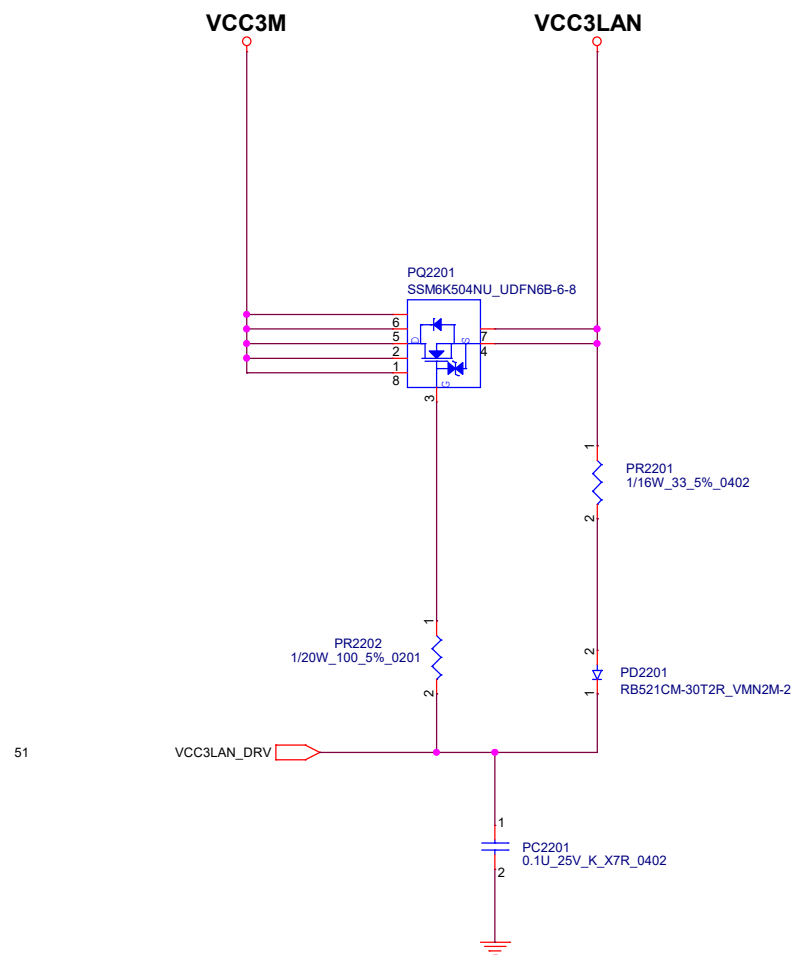 VCC3M
VCC3LAN
PQ2201
SSM6K504NU_UDFN6B-6-8
6
5
2
1
8
D
S
G
7
4
3
1
PR2201
1/16W_33_5%_0402
2
1
PR2202
1/20W_100_5%_0201
2
2
PD2201
RB521CM-30T2R_VMN2M-2
1
51
VCC3LAN_DRV
1
PC2201
0.1U_25V_K_X7R_0402
2